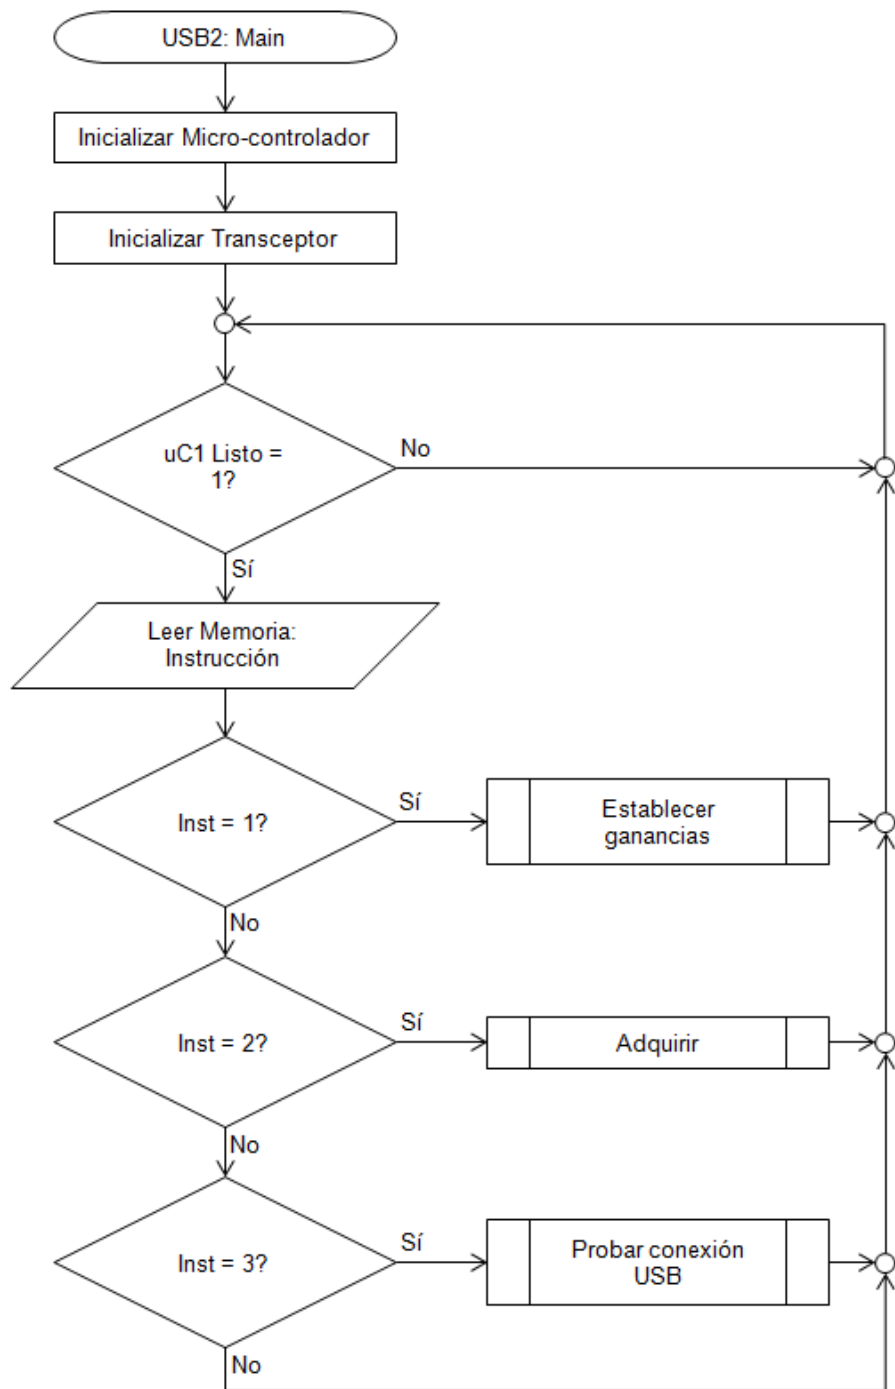 USB2: Main
Inicializar Micro-controlador
Inicializar Transceptor
uC1 Listo =
1?
No
Sí
Leer Memoria:
Instrucción
Inst = 1?
Sí
Establecer
ganancias
No
Inst = 2?
Sí
Adquirir
No
Inst = 3?
Sí
Probar conexión
USB
No